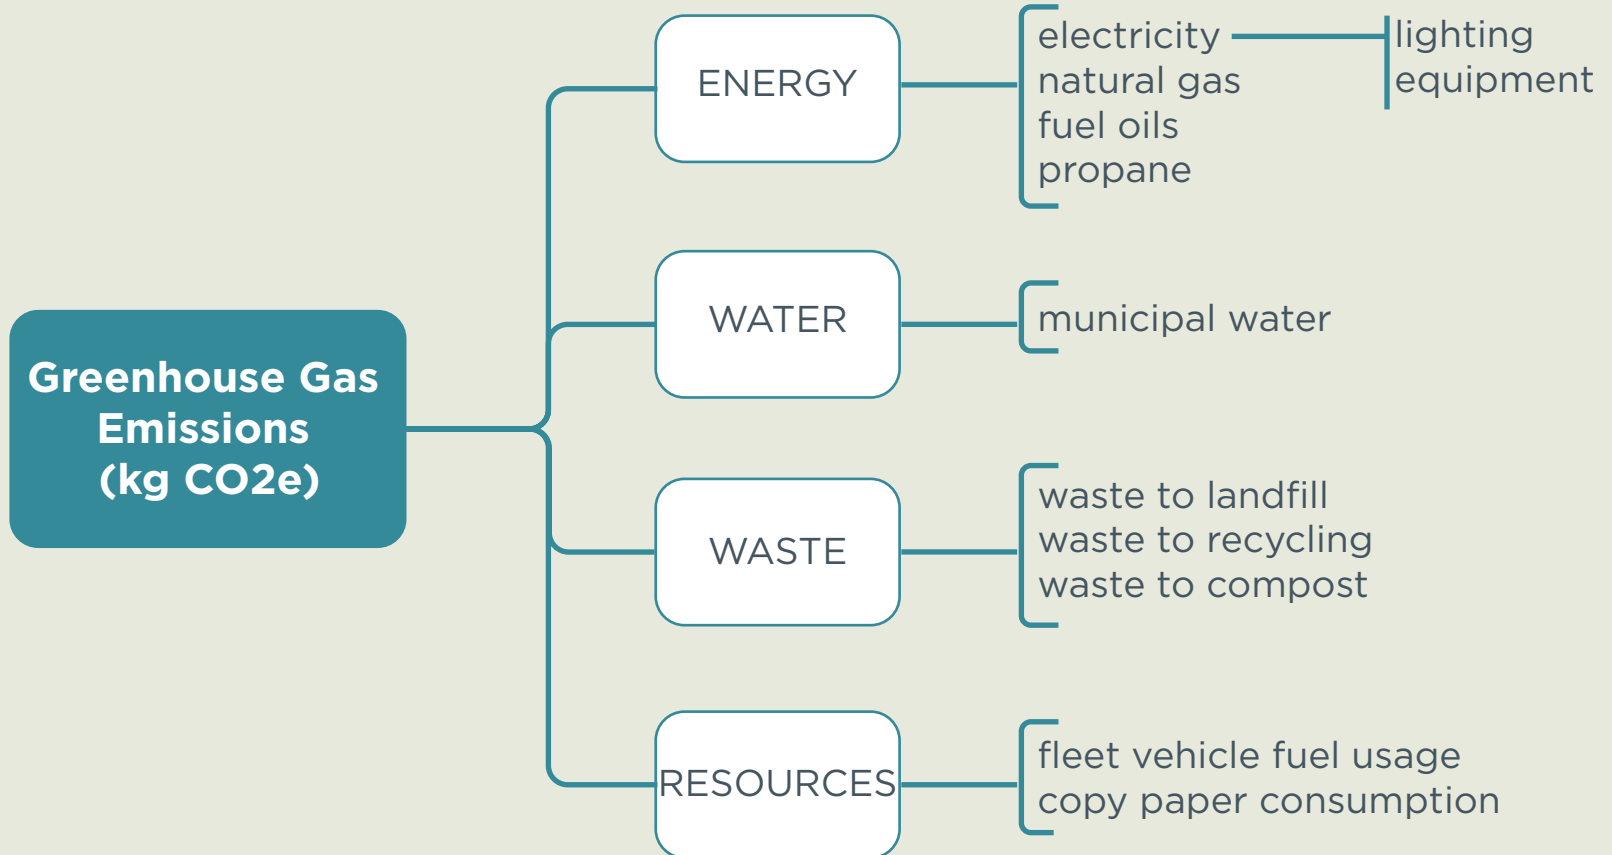 Greenhouse Gas
Emissions
(kg CO2e)
ENERGY
electricity
natural gas
fuel oils
propane
lighting
equipment
WATER
municipal water
WASTE
waste to landfill
waste to recycling
waste to compost
RESOURCES
fleet vehicle fuel usage
copy paper consumption